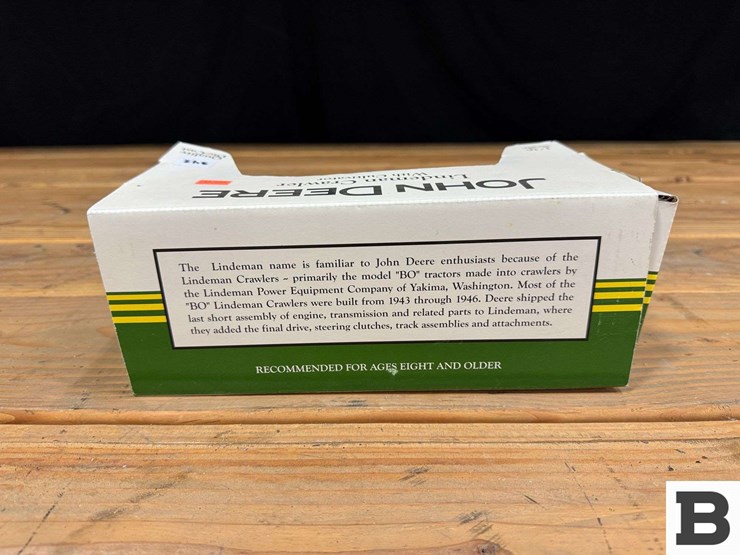 JOHN DEERE
Lindeman Crawler
With Cultivator
The Lindeman name is familiar to John Deere enthusiasts because of the
Lindeman Crawlers – primarily the model "BO" tractors made into crawlers by
the Lindeman Power Equipment Company of Yakima, Washington. Most of the
"BO" Lindeman Crawlers were built from 1943 through 1946. Deere shipped the
last short assembly of engine, transmission and related parts to Lindeman, where
they added the final drive, steering clutches, track assemblies and attachments.
RECOMMENDED FOR AGES EIGHT AND OLDER
B